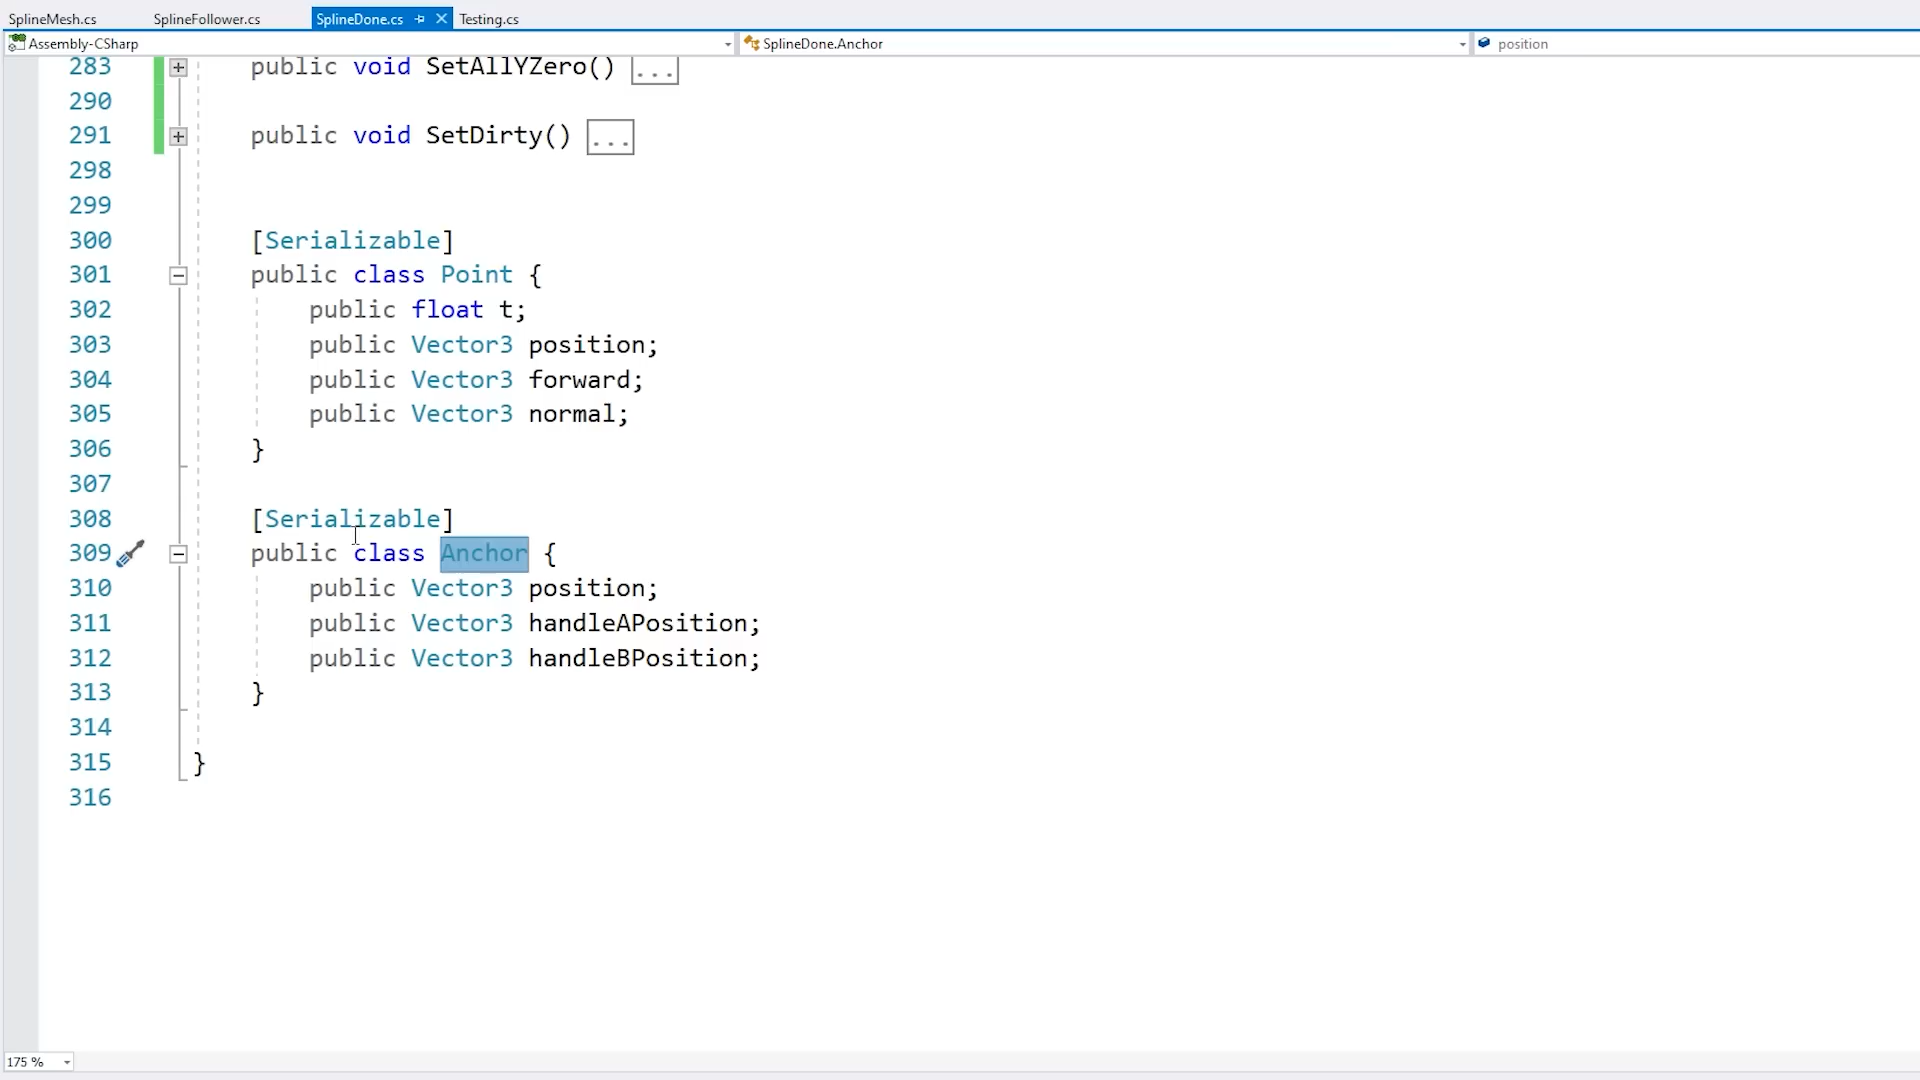 SplineMesh.cs SplineFollower.cs SplineDone.cs Testing.cs
Assembly-CSharp SplineDone.Anchor position
283 public void SetAllYZero() ...
290
291 public void SetDirty() ...
298
299
300 [Serializable]
301 public class Point {
302 public float t;
303 public Vector3 position;
304 public Vector3 forward;
305 public Vector3 normal;
306 }
307
308 [Serializable]
309 public class Anchor {
310 public Vector3 position;
311 public Vector3 handleAPosition;
312 public Vector3 handleBPosition;
313 }
314
315 }
316
175 %